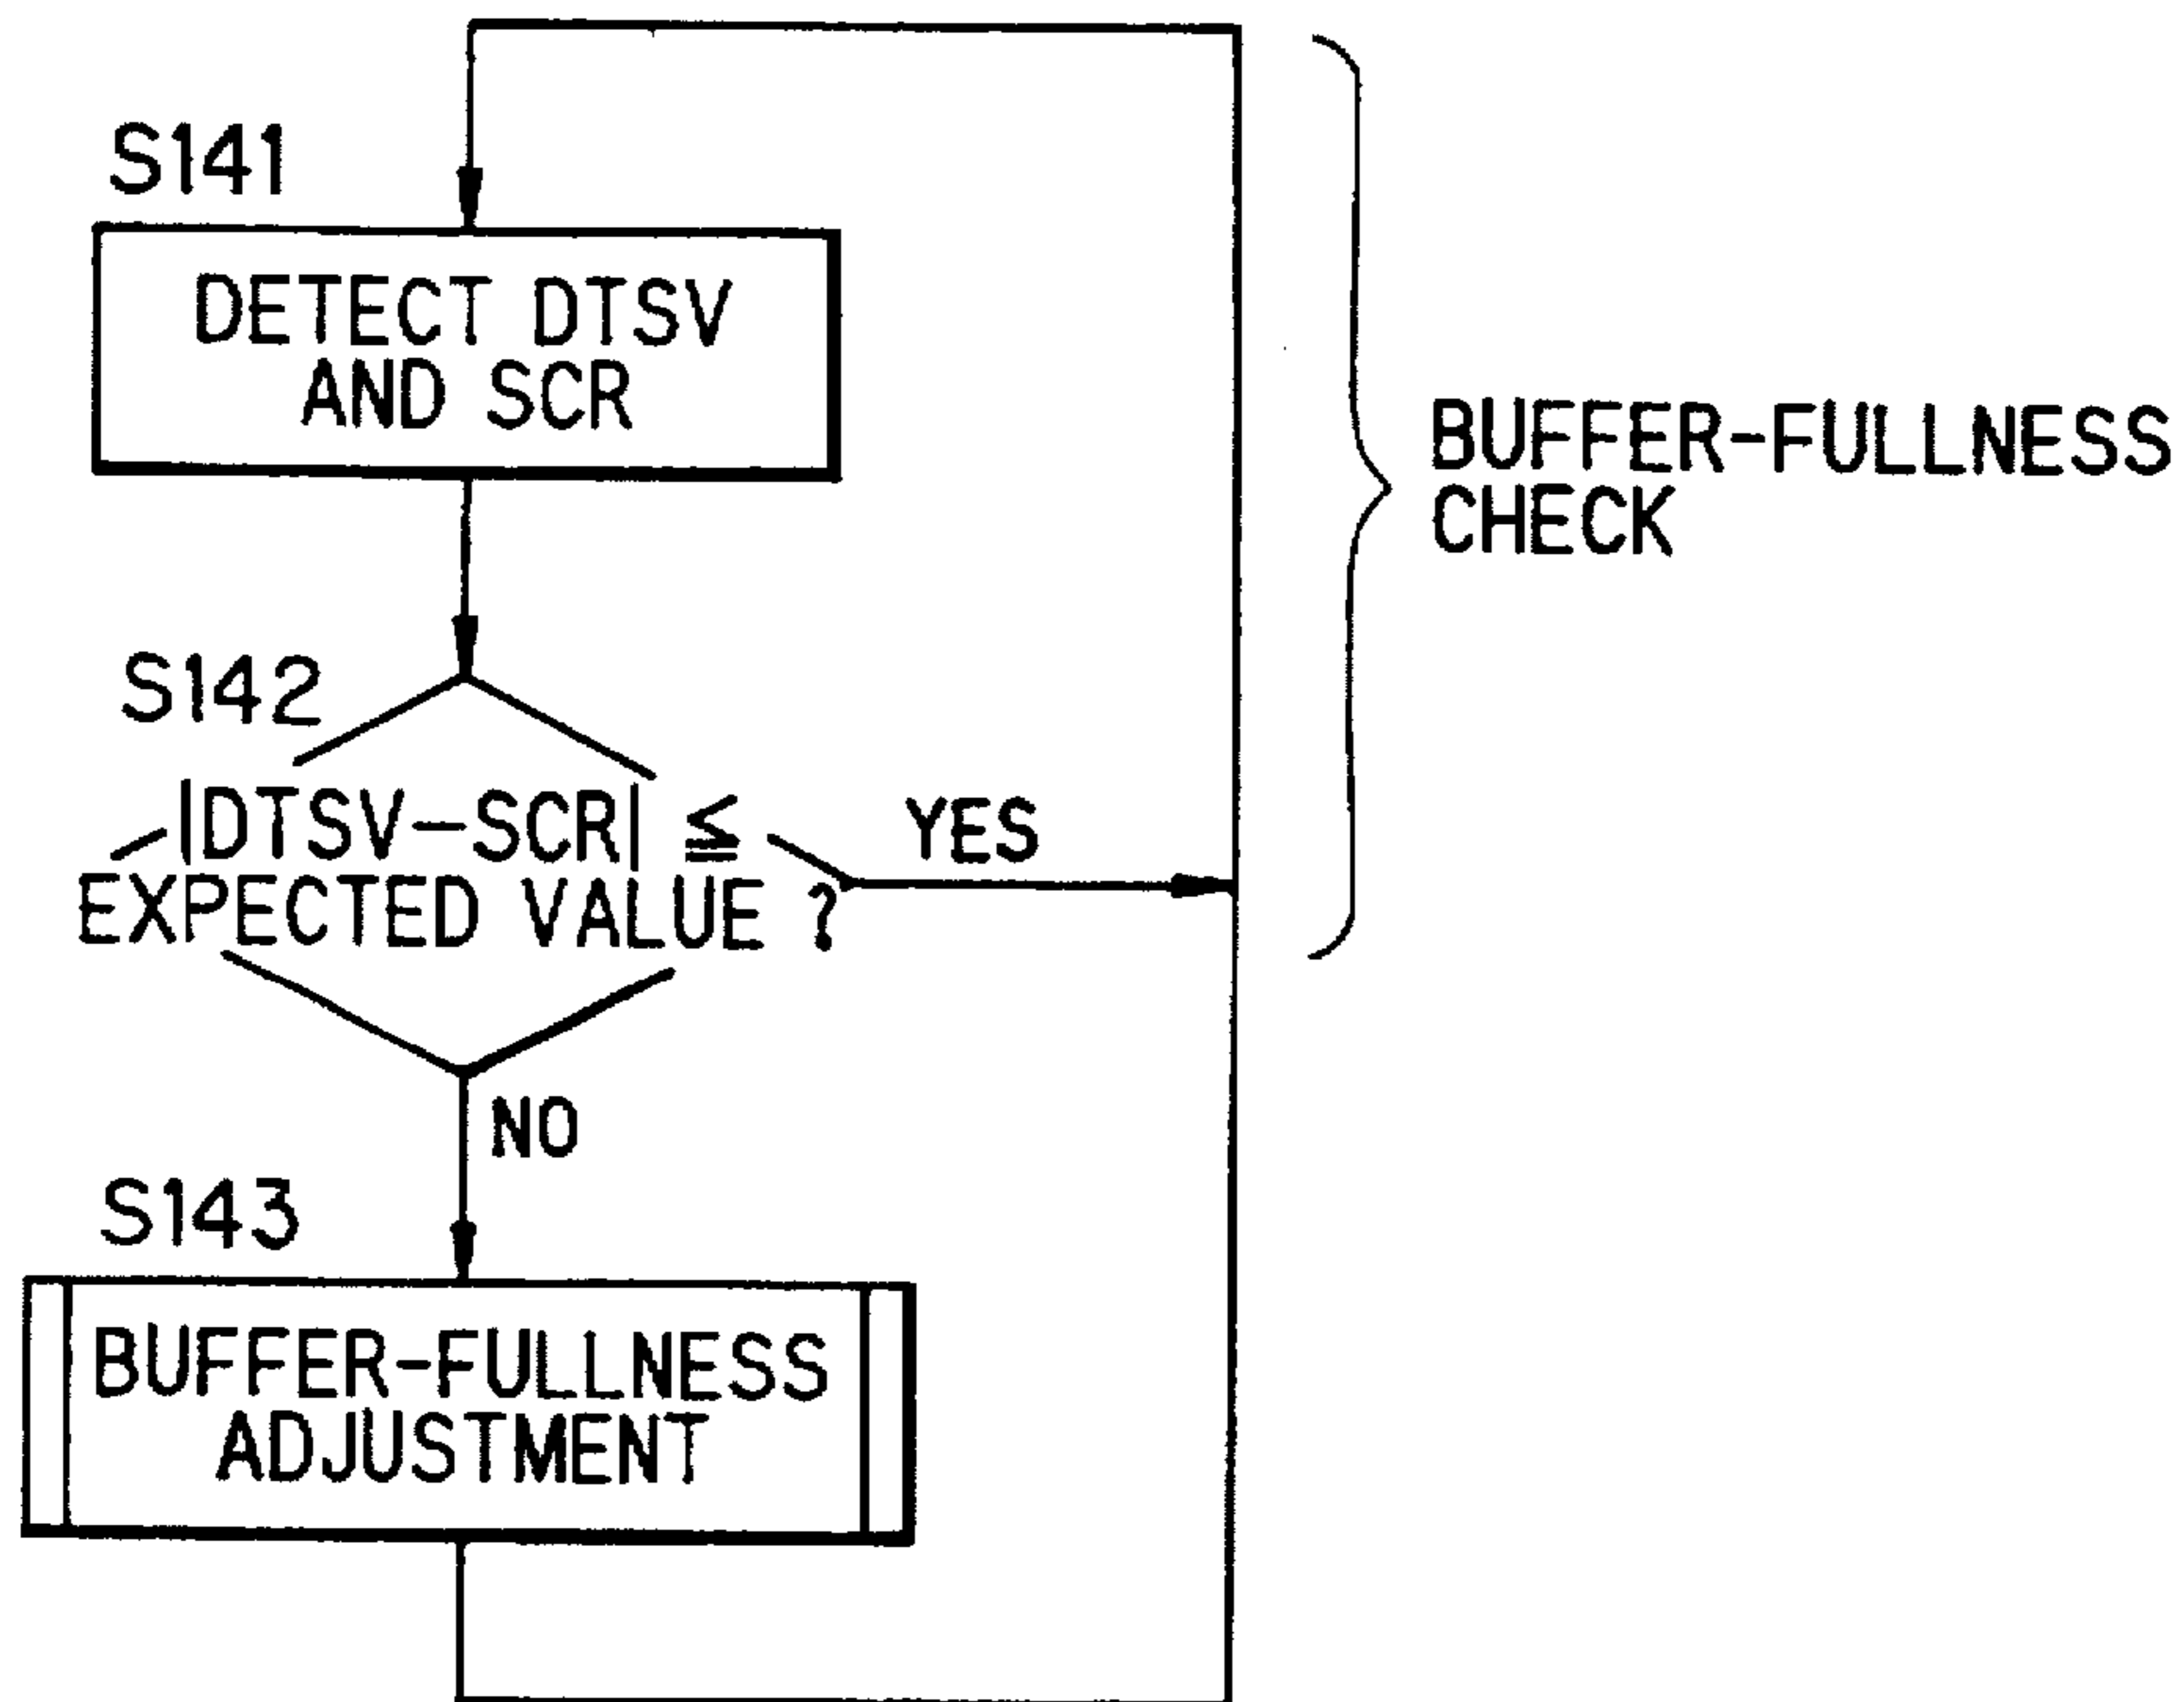 S141
DETECT DTSV
AND SCR
BUFFER-FULLNESS
CHECK
S142
|DTSV-SCR| ≦
EXPECTED VALUE ?
YES
NO
S143
BUFFER-FULLNESS
ADJUSTMENT